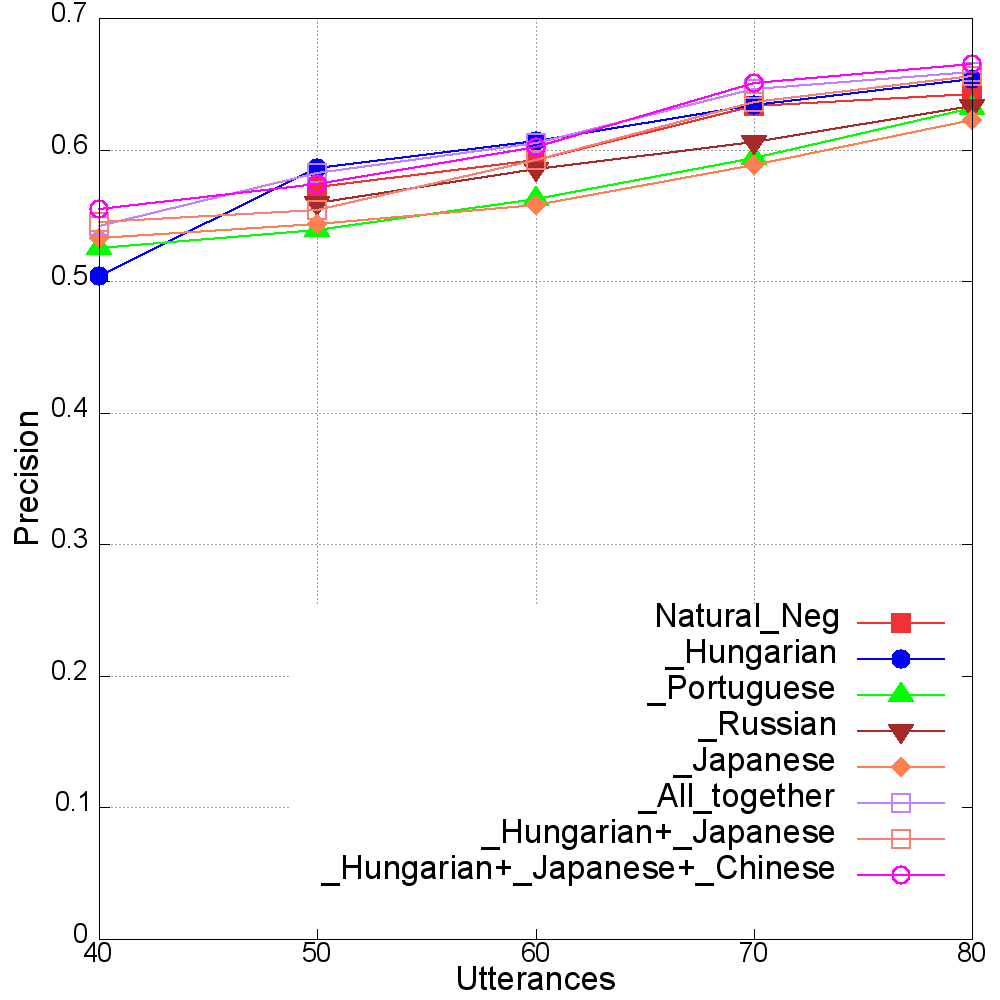 0.7
0.6
0.5
0.4
0.3
0.2
0.1
0
Precision
Natural_Neg
_Hungarian
_Portuguese
_Russian
_Japanese
_All_together
_Hungarian+_Japanese
_Hungarian+_Japanese+_Chinese
40 50 60 70 80
Utterances